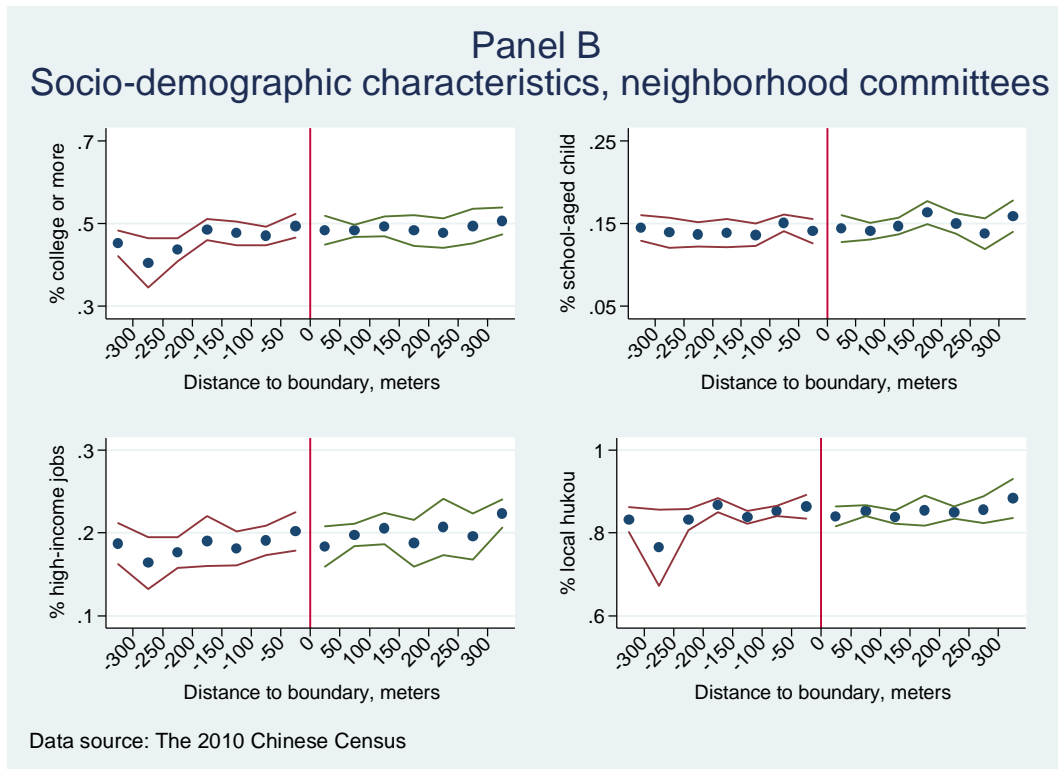 Panel B
Socio-demographic characteristics, neighborhood committees
% college or more
.7
.5
.3
-300 -250 -200 -150 -100 -50 0 50 100 150 200 250 300
Distance to boundary, meters
% school-aged child
.25
.15
.05
-300 -250 -200 -150 -100 -50 0 50 100 150 200 250 300
Distance to boundary, meters
% high-income jobs
.3
.2
.1
-300 -250 -200 -150 -100 -50 0 50 100 150 200 250 300
Distance to boundary, meters
% local hukou
1
.8
.6
-300 -250 -200 -150 -100 -50 0 50 100 150 200 250 300
Distance to boundary, meters
Data source: The 2010 Chinese Census